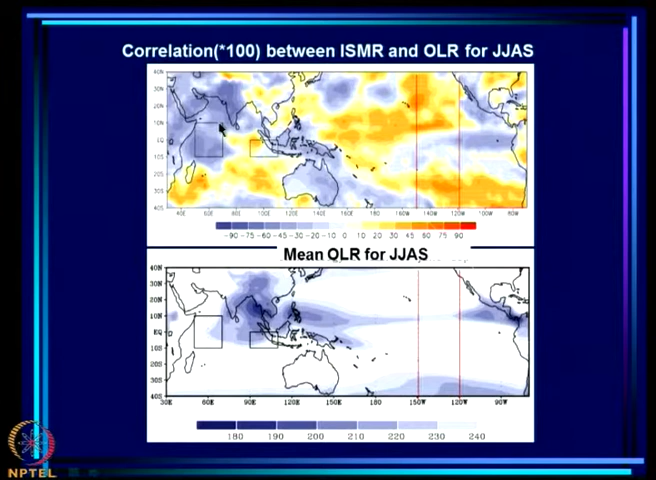 Correlation(*100) between ISMR and OLR for JJAS
40N
30N
20N
10N
EQ
10S
20S
30S
40S
40E 60E 80E 100E 120E 140E 160E 180 160W 140W 120W 100W 80W
-90 -75 -60 -45 -30 -20 -10 0 10 20 30 45 60 75 90
Mean OLR for JJAS
40N
30N
20N
10N
EQ
10S
20S
30S
40S
30E 60E 90E 120E 150E 180 150W 120W 90W
180 190 200 210 220 230 240
NPTEL